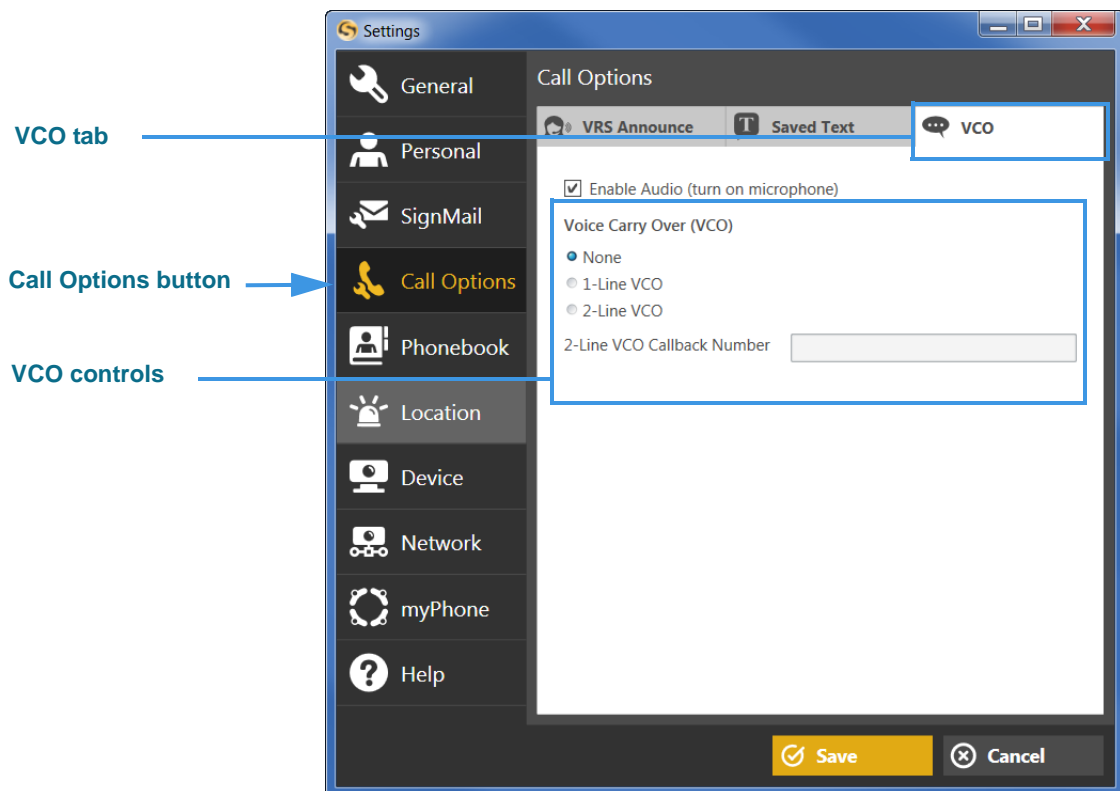 Settings
General
Personal
SignMail
Call Options
Phonebook
Location
Device
Network
myPhone
Help
Call Options
VRS Announce
T Saved Text
VCO
Enable Audio (turn on microphone)
Voice Carry Over (VCO)
None
1-Line VCO
2-Line VCO
2-Line VCO Callback Number
Save
Cancel
VCO tab
Call Options button
VCO controls